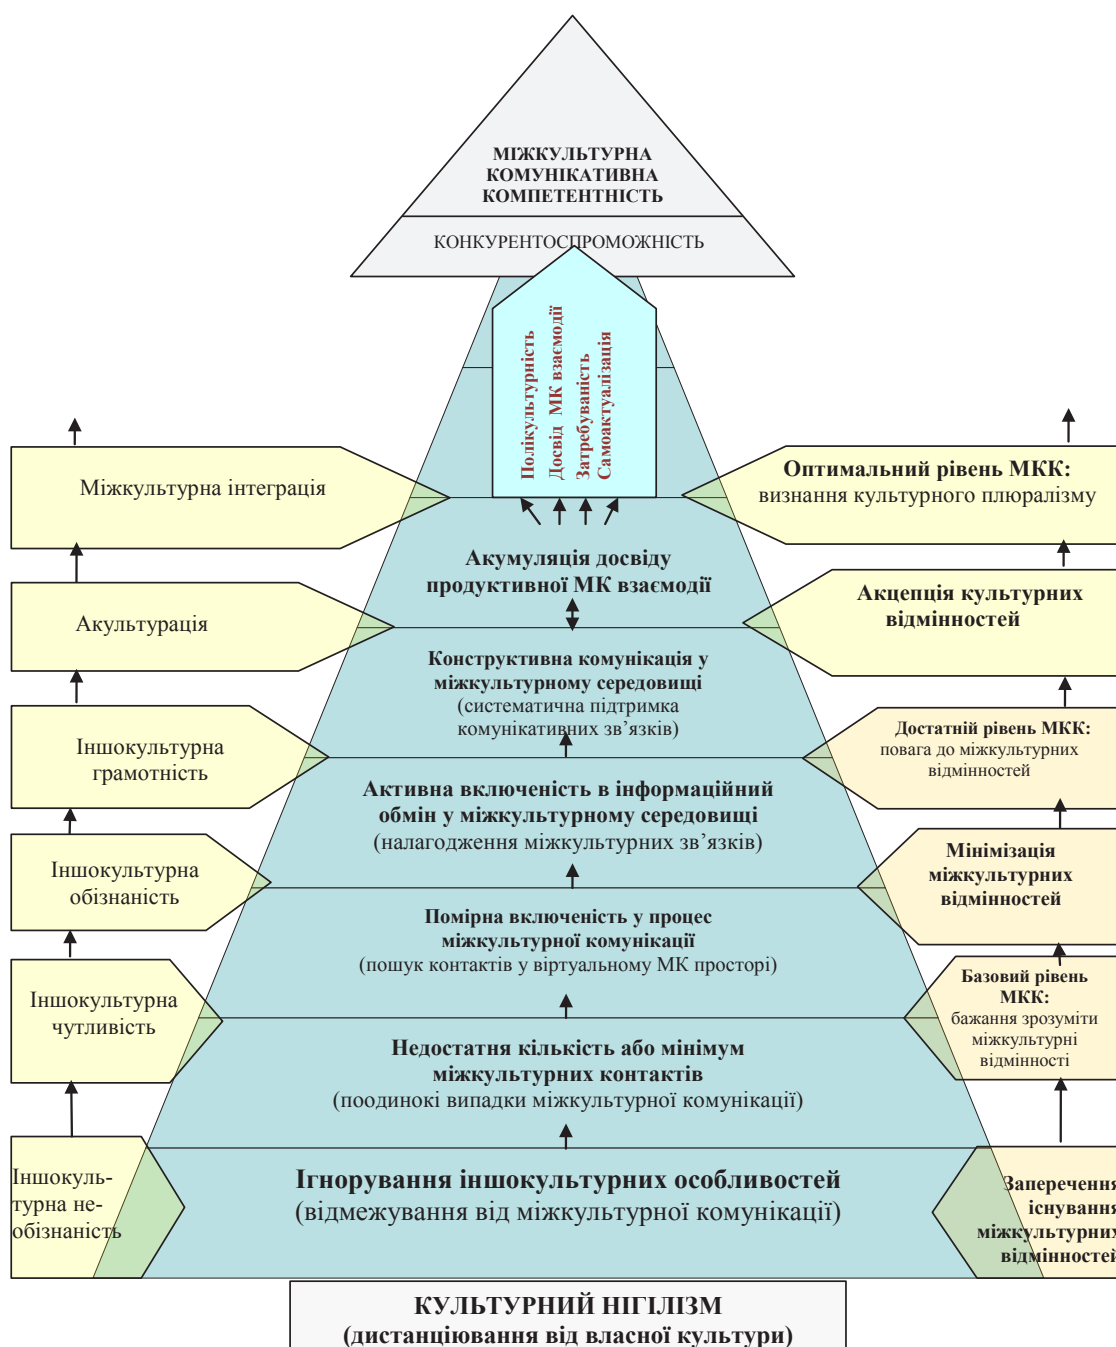 МІЖКУЛЬТУРНА
КОМУНІКАТИВНА
КОМПЕТЕНТНІСТЬ
КОНКУРЕНТОСПРОМОЖНІСТЬ
Полікультурність
Досвід МК взаємодії
Затребуваність
Самоактуалізація
Міжкультурна інтеграція
Оптимальний рівень МКК:
визнання культурного плюралізму
Акумуляція досвіду
продуктивної МК взаємодії
Акультурація
Акцепція культурних
відмінностей
Конструктивна комунікація у
міжкультурному середовищі
(систематична підтримка
комунікативних зв’язків)
Іншокультурна
грамотність
Достатній рівень МКК:
повага до міжкультурних
відмінностей
Активна включеність в інформаційний
обмін у міжкультурному середовищі
(налагодження міжкультурних зв’язків)
Іншокультурна
обізнаність
Мінімізація
міжкультурних
відмінностей
Помірна включеність у процес
міжкультурної комунікації
(пошук контактів у віртуальному МК просторі)
Іншокультурна
чутливість
Базовий рівень
МКК:
бажання зрозуміти
міжкультурні
відмінності
Недостатня кількість або мінімум
міжкультурних контактів
(поодинокі випадки міжкультурної комунікації)
Іншокуль-
турна не-
обізнаність
Ігнорування іншокультурних особливостей
(відмежування від міжкультурної комунікації)
Заперечення
існування
міжкультурних
відмінностей
КУЛЬТУРНИЙ НІГІЛІЗМ
(дистанціювання від власної культури)